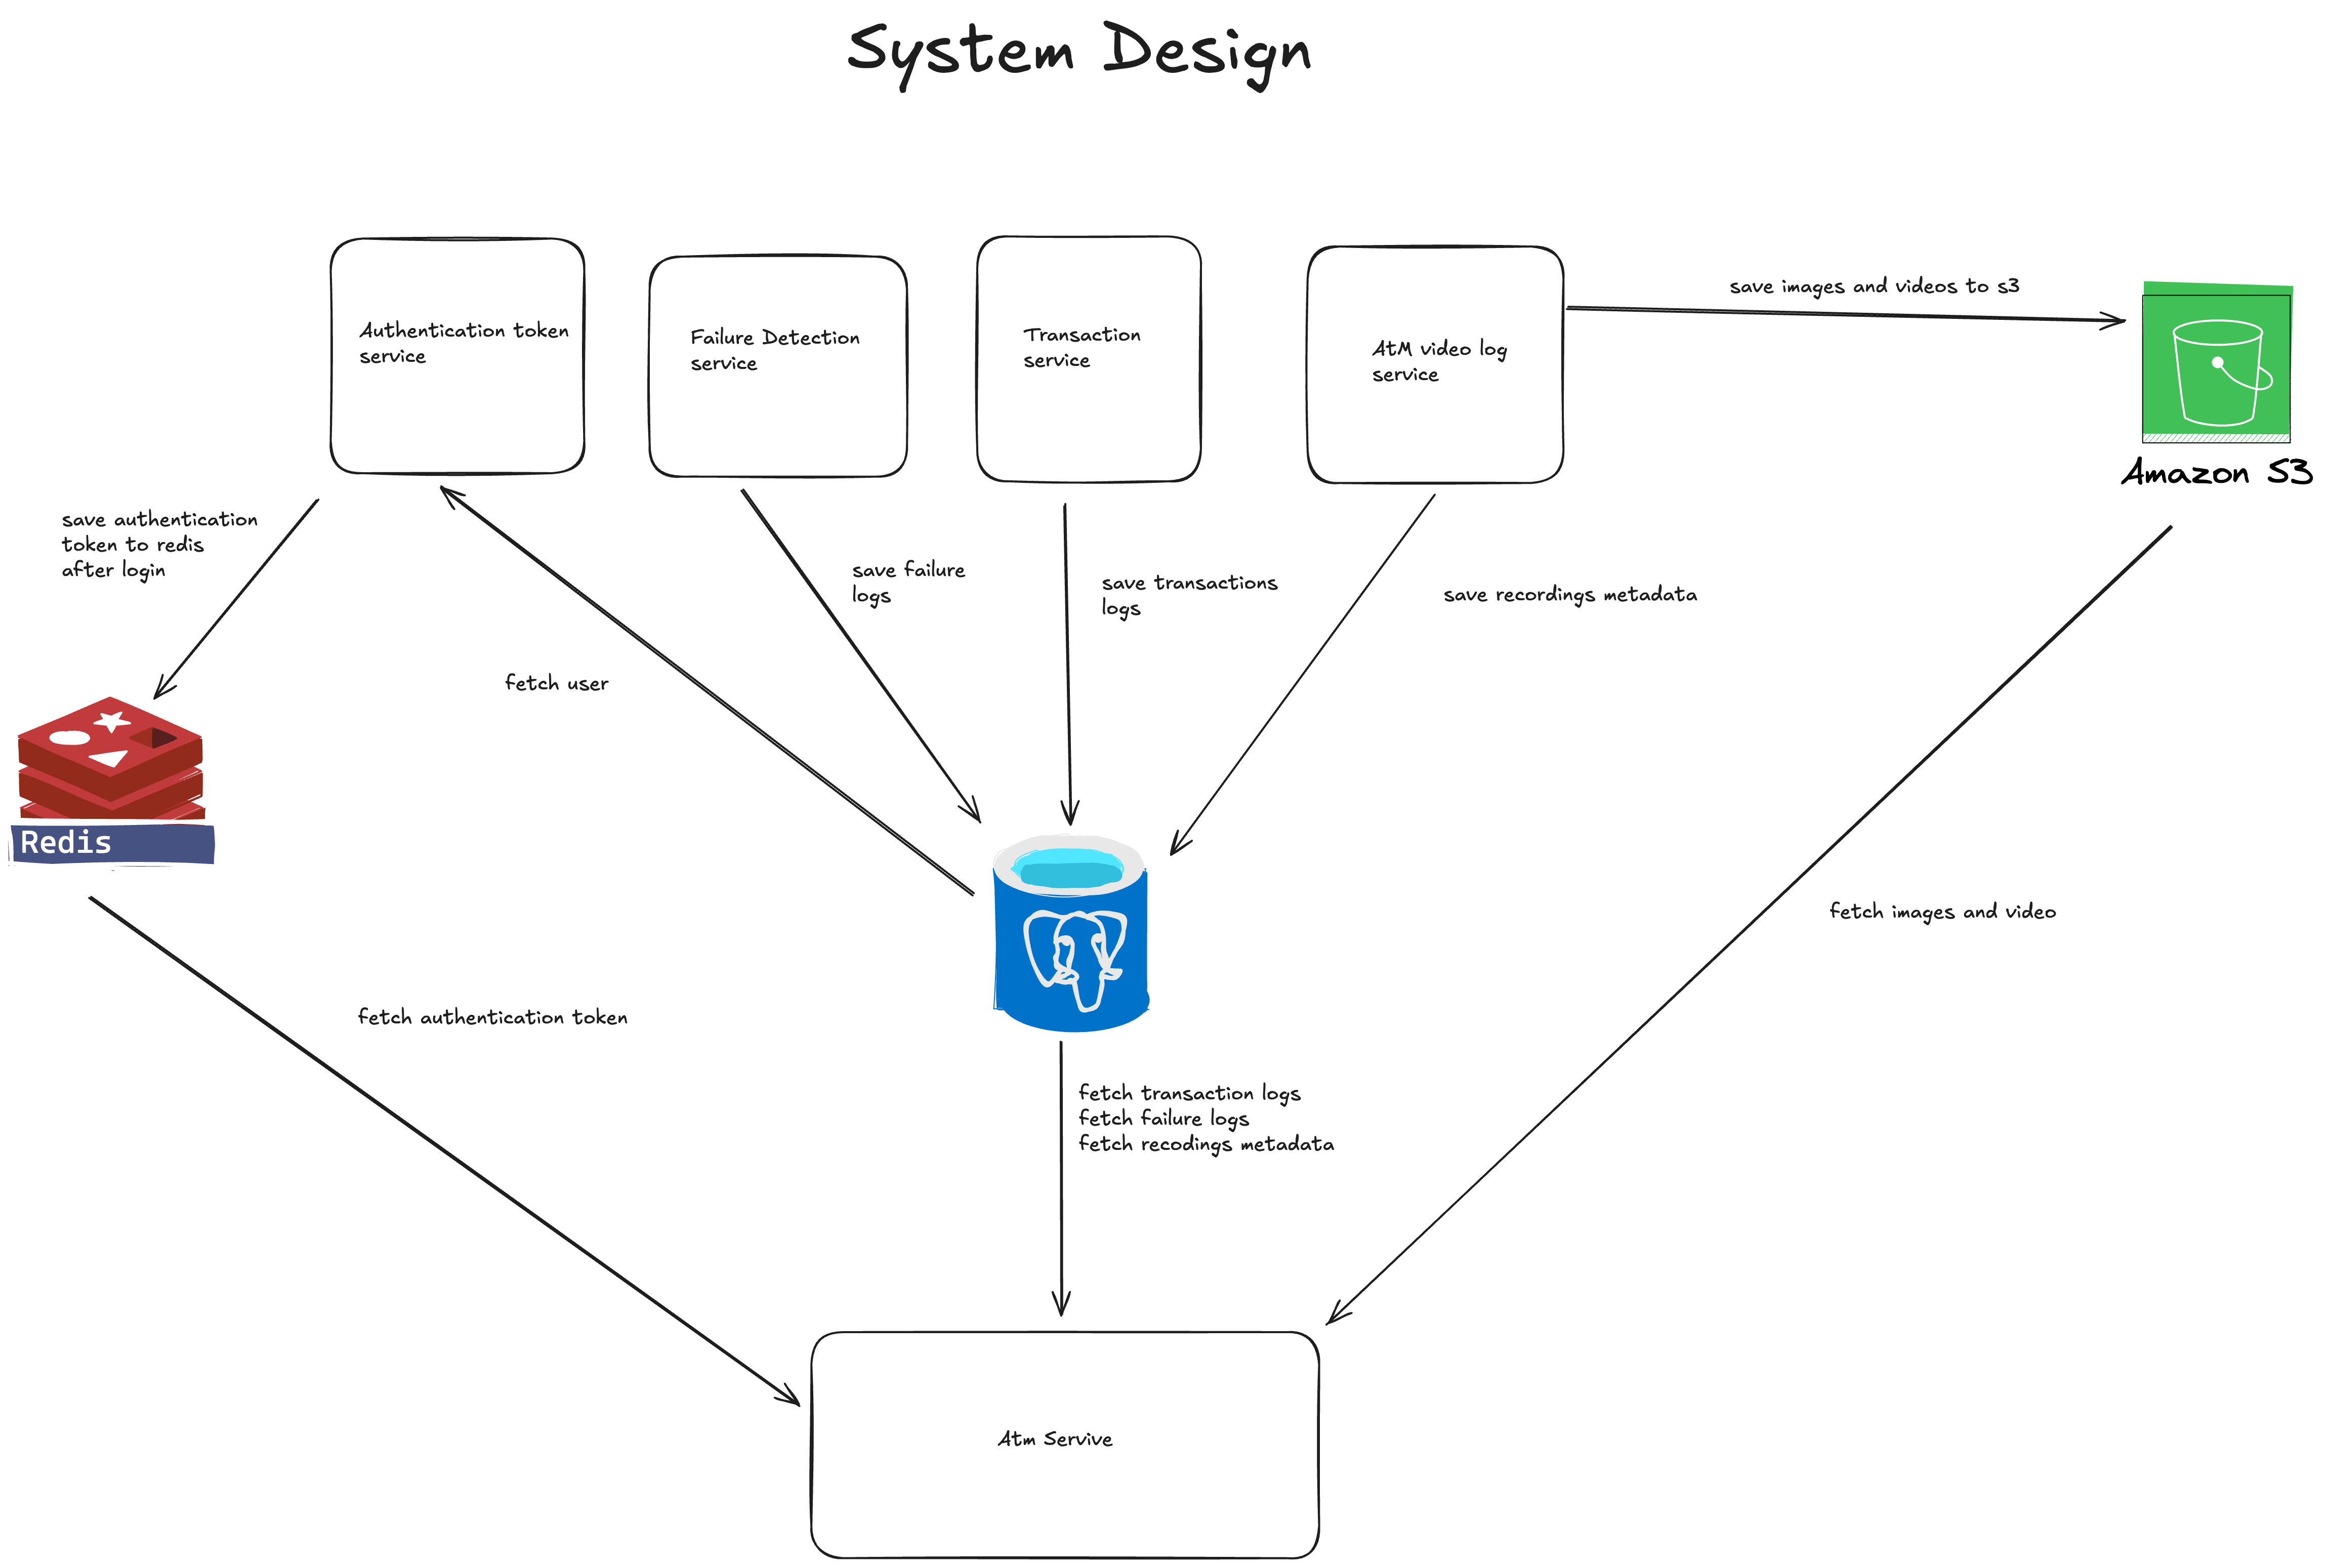 System Design
Authentication token
service
Failure Detection
service
Transaction
service
AtM video log
service
save images and videos to s3
Amazon S3
save authentication
token to redis
after login
fetch user
save failure
logs
save transactions
logs
save recordings metadata
Redis
fetch authentication token
fetch images and video
fetch transaction logs
fetch failure logs
fetch recodings metadata
Atm Servive